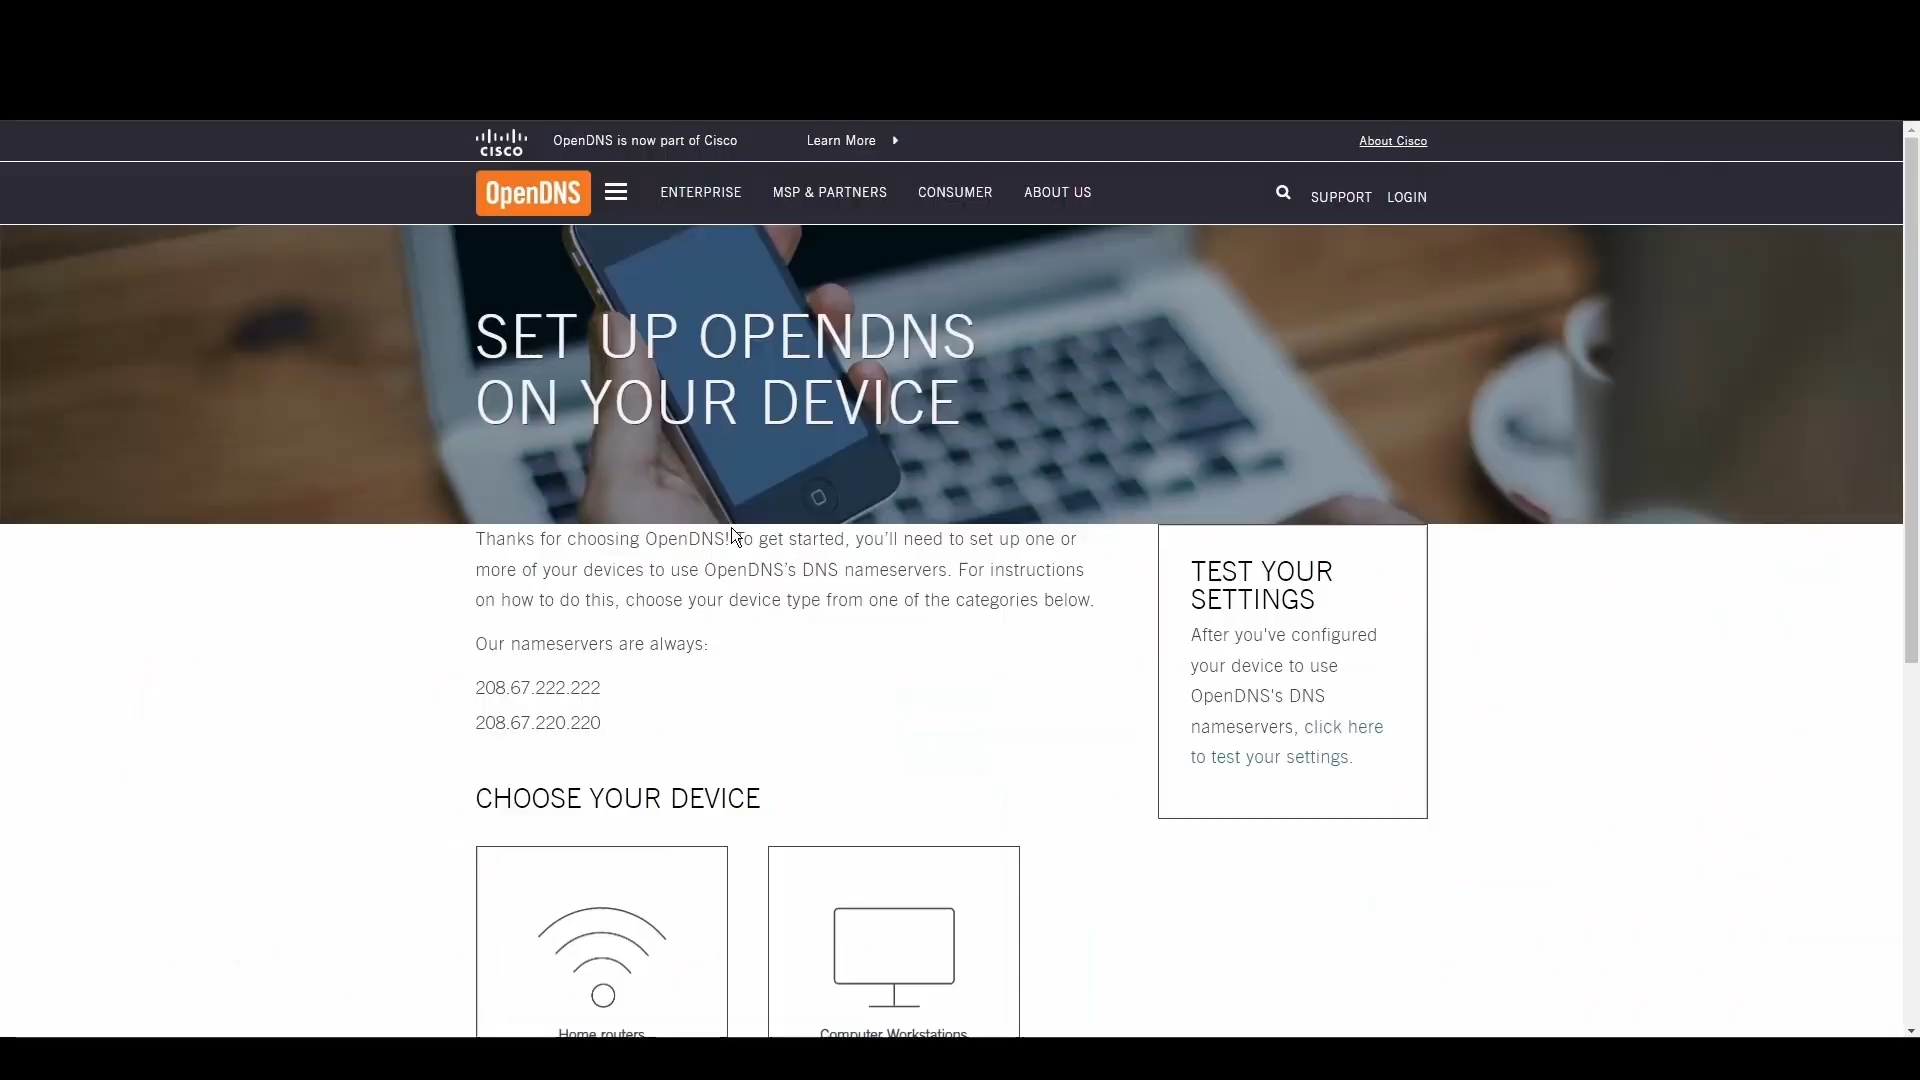 CISCO
OpenDNS is now part of Cisco
Learn More
About Cisco
OpenDNS
ENTERPRISE
MSP & PARTNERS
CONSUMER
ABOUT US
SUPPORT
LOGIN
SET UP OPENDNS
ON YOUR DEVICE
Thanks for choosing OpenDNS! To get started, you’ll need to set up one or
more of your devices to use OpenDNS’s DNS nameservers. For instructions
on how to do this, choose your device type from one of the categories below.
Our nameservers are always:
208.67.222.222
208.67.220.220
CHOOSE YOUR DEVICE
Home routers
Computer Workstations
TEST YOUR
SETTINGS
After you've configured
your device to use
OpenDNS's DNS
nameservers, click here
to test your settings.